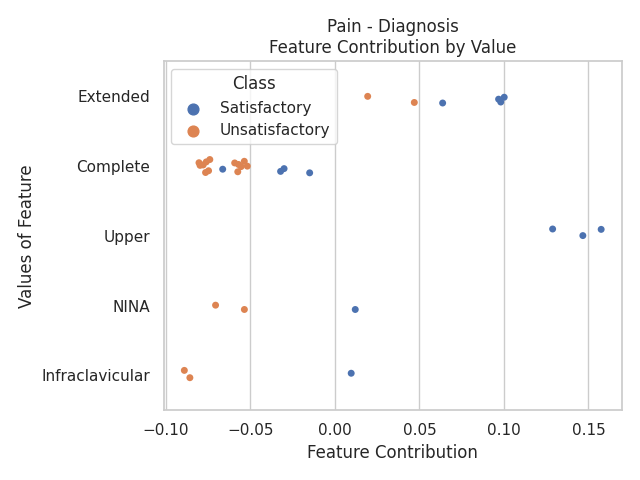 Pain - Diagnosis
Feature Contribution by Value
Class
Satisfactory
Unsatisfactory
Values of Feature
Extended
Complete
Upper
NINA
Infraclavicular
−0.10 −0.05 0.00 0.05 0.10 0.15
Feature Contribution